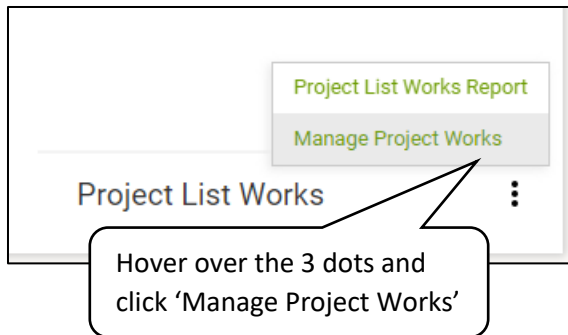 Project List Works Report
Manage Project Works
Project List Works
Hover over the 3 dots and
click ‘Manage Project Works’